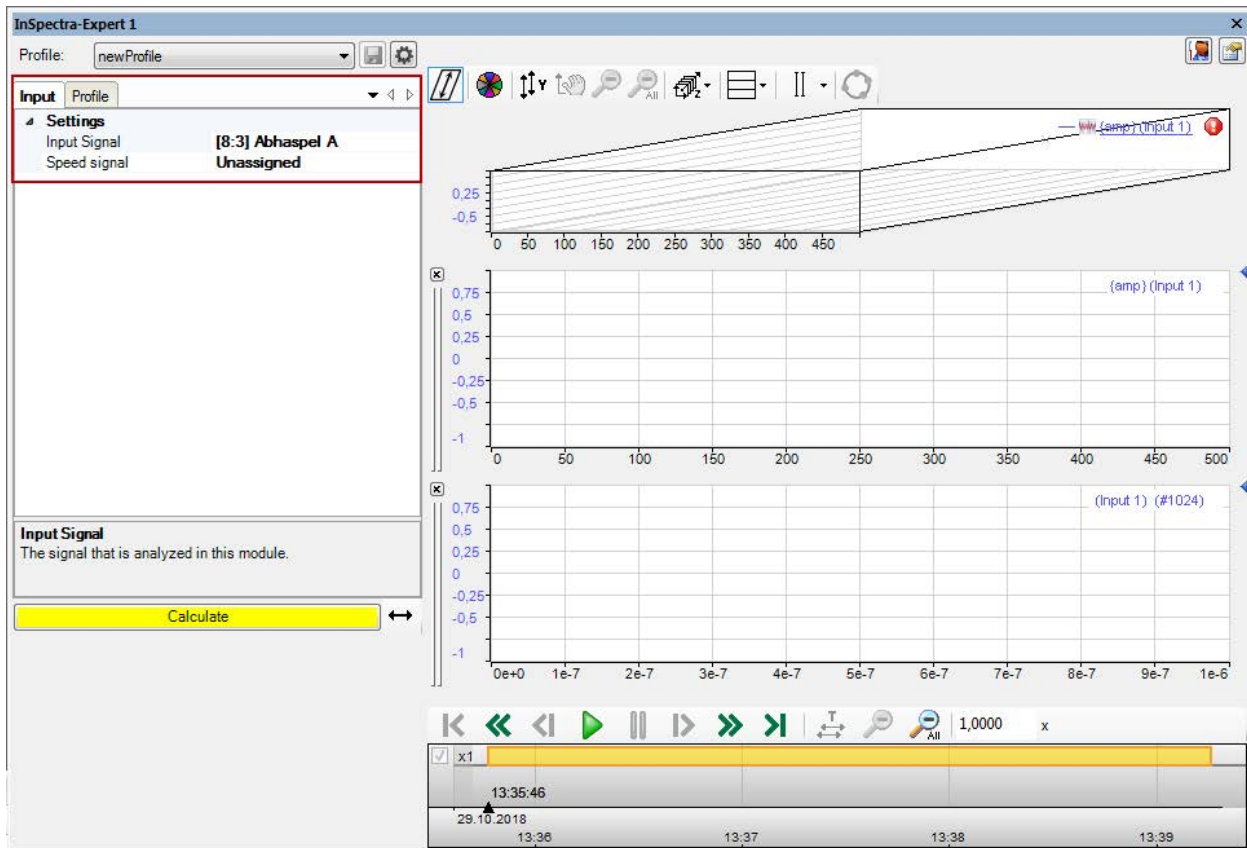 InSpectra-Expert 1
Profile: newProfile
Input Profile
Settings
Input Signal [8:3] Abhaspel A
Speed signal Unassigned
Input Signal
The signal that is analyzed in this module.
Calculate
Y
All
Z
{amp} (Input 1)
0,25
-0,5
0 50 100 150 200 250 300 350 400 450
{amp} (Input 1)
0,75
0,5
0,25
0
-0,25
-0,5
-1
0 50 100 150 200 250 300 350 400 450 500
(Input 1) (#1024)
0,75
0,5
0,25
0
-0,25
-0,5
-1
0e+0 1e-7 2e-7 3e-7 4e-7 5e-7 6e-7 7e-7 8e-7 9e-7 1e-6
T
All
1,0000 x
x1
13:35:46
29.10.2018
13:36 13:37 13:38 13:39